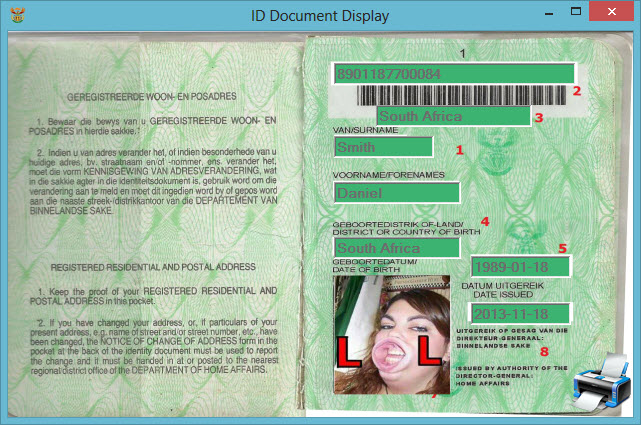 ID Document Display
GEREGISTREERDE WOON- EN POSADRES
1. Bewaar die bewys van u GEREGISTREERDE WOON- EN
POSADRES in hierdie sakkie.
2. Indien u van adres verander het, of indien besonderhede van u
huidige adres, bv. straatnaam en/of -nommer, ens. verander het,
moet die vorm KENNISGEWING VAN ADRESVERANDERING, wat
in die sakkie agter in die identiteitsdokument is, gebruik word om die
verandering aan te meld en moet dit ingedien word by of gepos word
aan die naaste streek-/distrikkantoor van die DEPARTEMENT VAN
BINNELANDSE SAKE.
REGISTERED RESIDENTIAL AND POSTAL ADDRESS
1. Keep the proof of your REGISTERED RESIDENTIAL AND
POSTAL ADDRESS in this pocket.
2. If you have changed your address, or, if particulars of your
present address, e.g. name of street and/or street number, etc., have
been changed, the NOTICE OF CHANGE OF ADDRESS form in the
pocket at the back of the identity document must be used to report
the change and it must be handed in at or posted to the nearest
regional district office of the DEPARTMENT OF HOME AFFAIRS.
1
8901187700084
2
South Africa 3
VAN/SURNAME
Smith 1
VOORNAME/FORENAMES
Daniel
4
GEBOORTEDISTRIK OF-LAND/
DISTRICT OR COUNTRY OF BIRTH
South Africa 5
GEBOORTEDATUM/
DATE OF BIRTH
1989-01-18
DATUM UITGEREIK
DATE ISSUED
2013-11-18
L L
UITGEREIK OP GESAG VAN DIE
DIREKTEUR-GENERAAL:
BINNELANDSE SAKE
8
ISSUED BY AUTHORITY OF THE
DIRECTOR-GENERAL:
HOME AFFAIRS